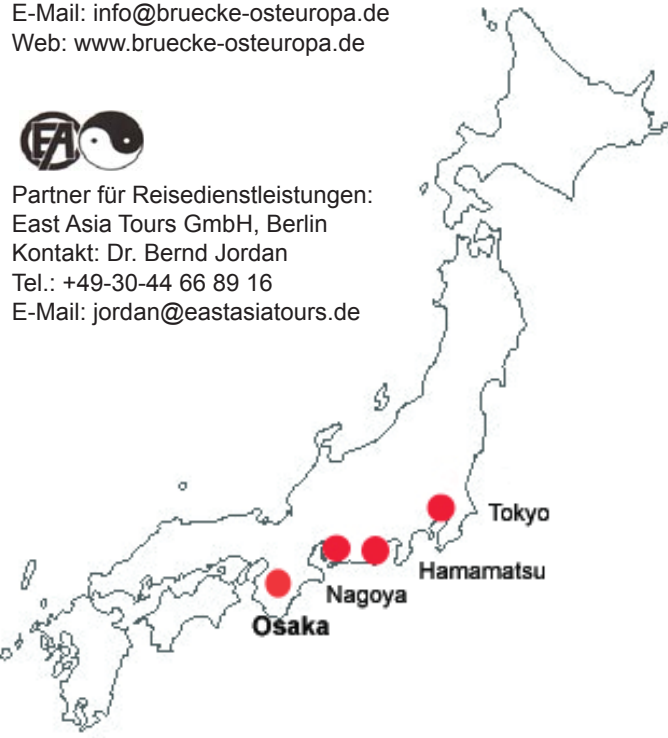 E-Mail: info@bruecke-osteuropa.de
Web: www.bruecke-osteuropa.de
EA
Partner für Reisedienstleistungen:
East Asia Tours GmbH, Berlin
Kontakt: Dr. Bernd Jordan
Tel.: +49-30-44 66 89 16
E-Mail: jordan@eastasiatours.de
Tokyo
Hamamatsu
Nagoya
Osaka